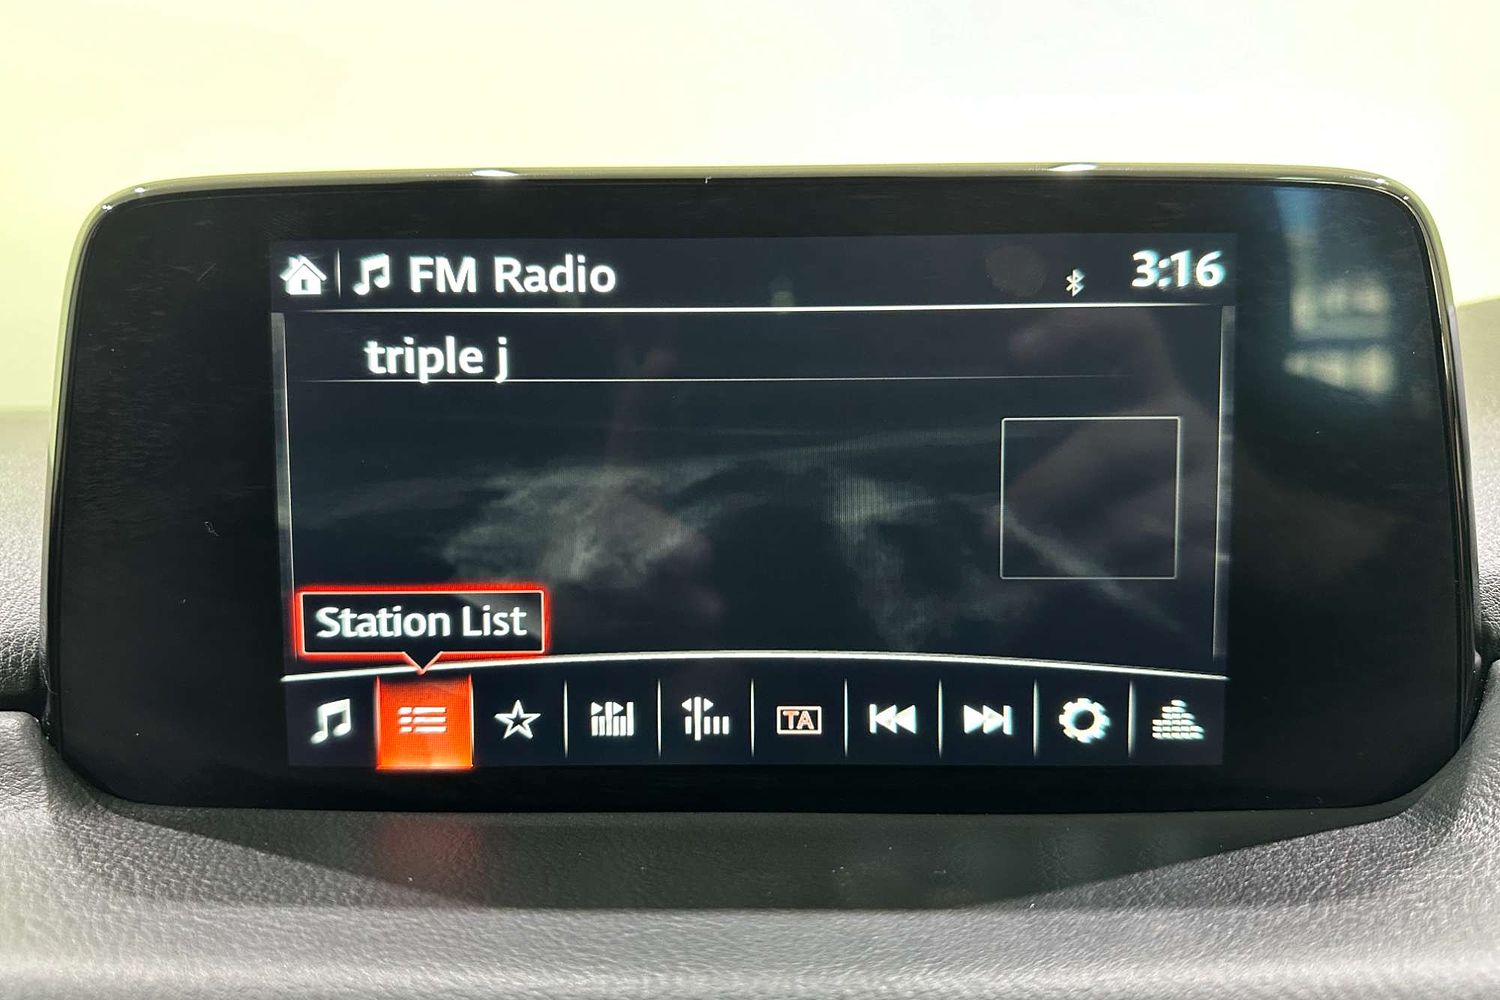 FM Radio
3:16
triple j
Station List
TA